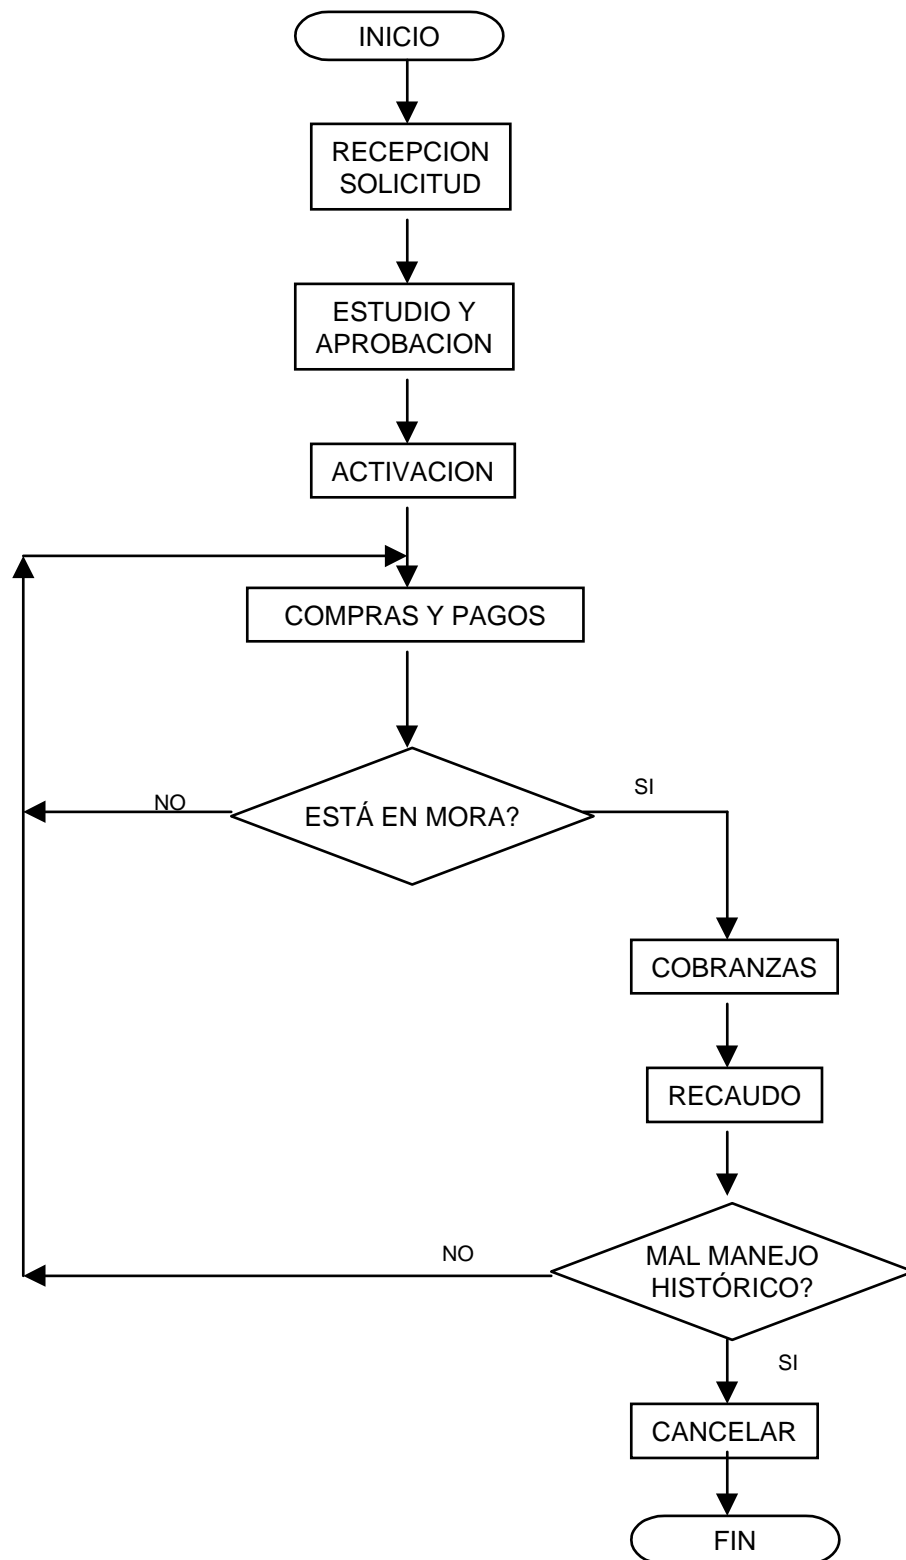 INICIO
RECEPCION
SOLICITUD
ESTUDIO Y
APROBACION
ACTIVACION
COMPRAS Y PAGOS
NO
ESTÁ EN MORA?
SI
COBRANZAS
RECAUDO
NO
MAL MANEJO
HISTÓRICO?
SI
CANCELAR
FIN